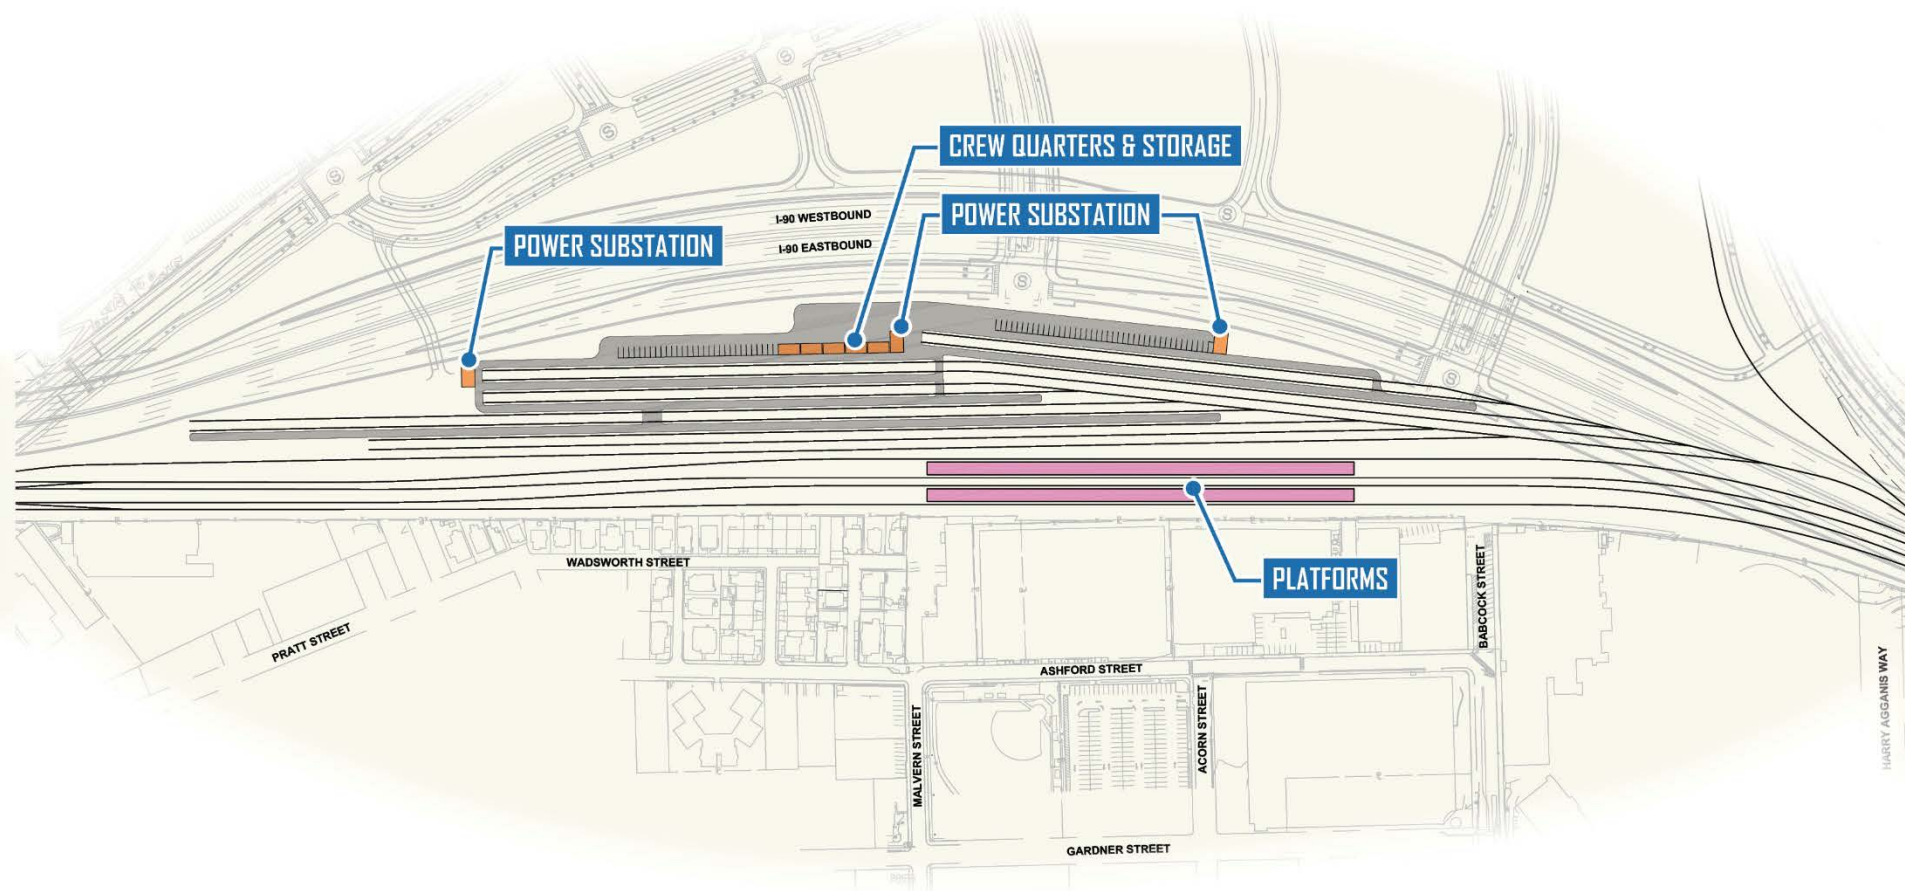 CREW QUARTERS & STORAGE
I-90 WESTBOUND
POWER SUBSTATION
POWER SUBSTATION
I-90 EASTBOUND
S
S
S
S
S
S
WADSWORTH STREET
PLATFORMS
BABCOCK STREET
PRATT STREET
ASHFORD STREET
HARRY AGGANIS WAY
MALVERN STREET
ACORN STREET
GARDNER STREET